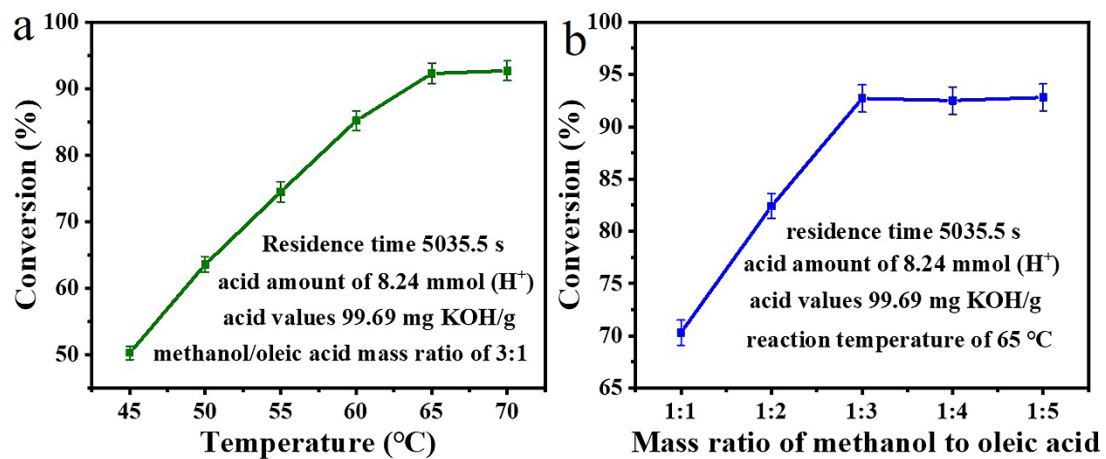 a
100
90
80
70
60
50
Conversion (%)
Residence time 5035.5 s
acid amount of 8.24 mmol (H⁺)
acid values 99.69 mg KOH/g
methanol/oleic acid mass ratio of 3:1
45 50 55 60 65 70
Temperature (°C)
b
100
95
90
85
80
75
70
65
Conversion (%)
residence time 5035.5 s
acid amount of 8.24 mmol (H⁺)
acid values 99.69 mg KOH/g
reaction temperature of 65 °C
1:1 1:2 1:3 1:4 1:5
Mass ratio of methanol to oleic acid